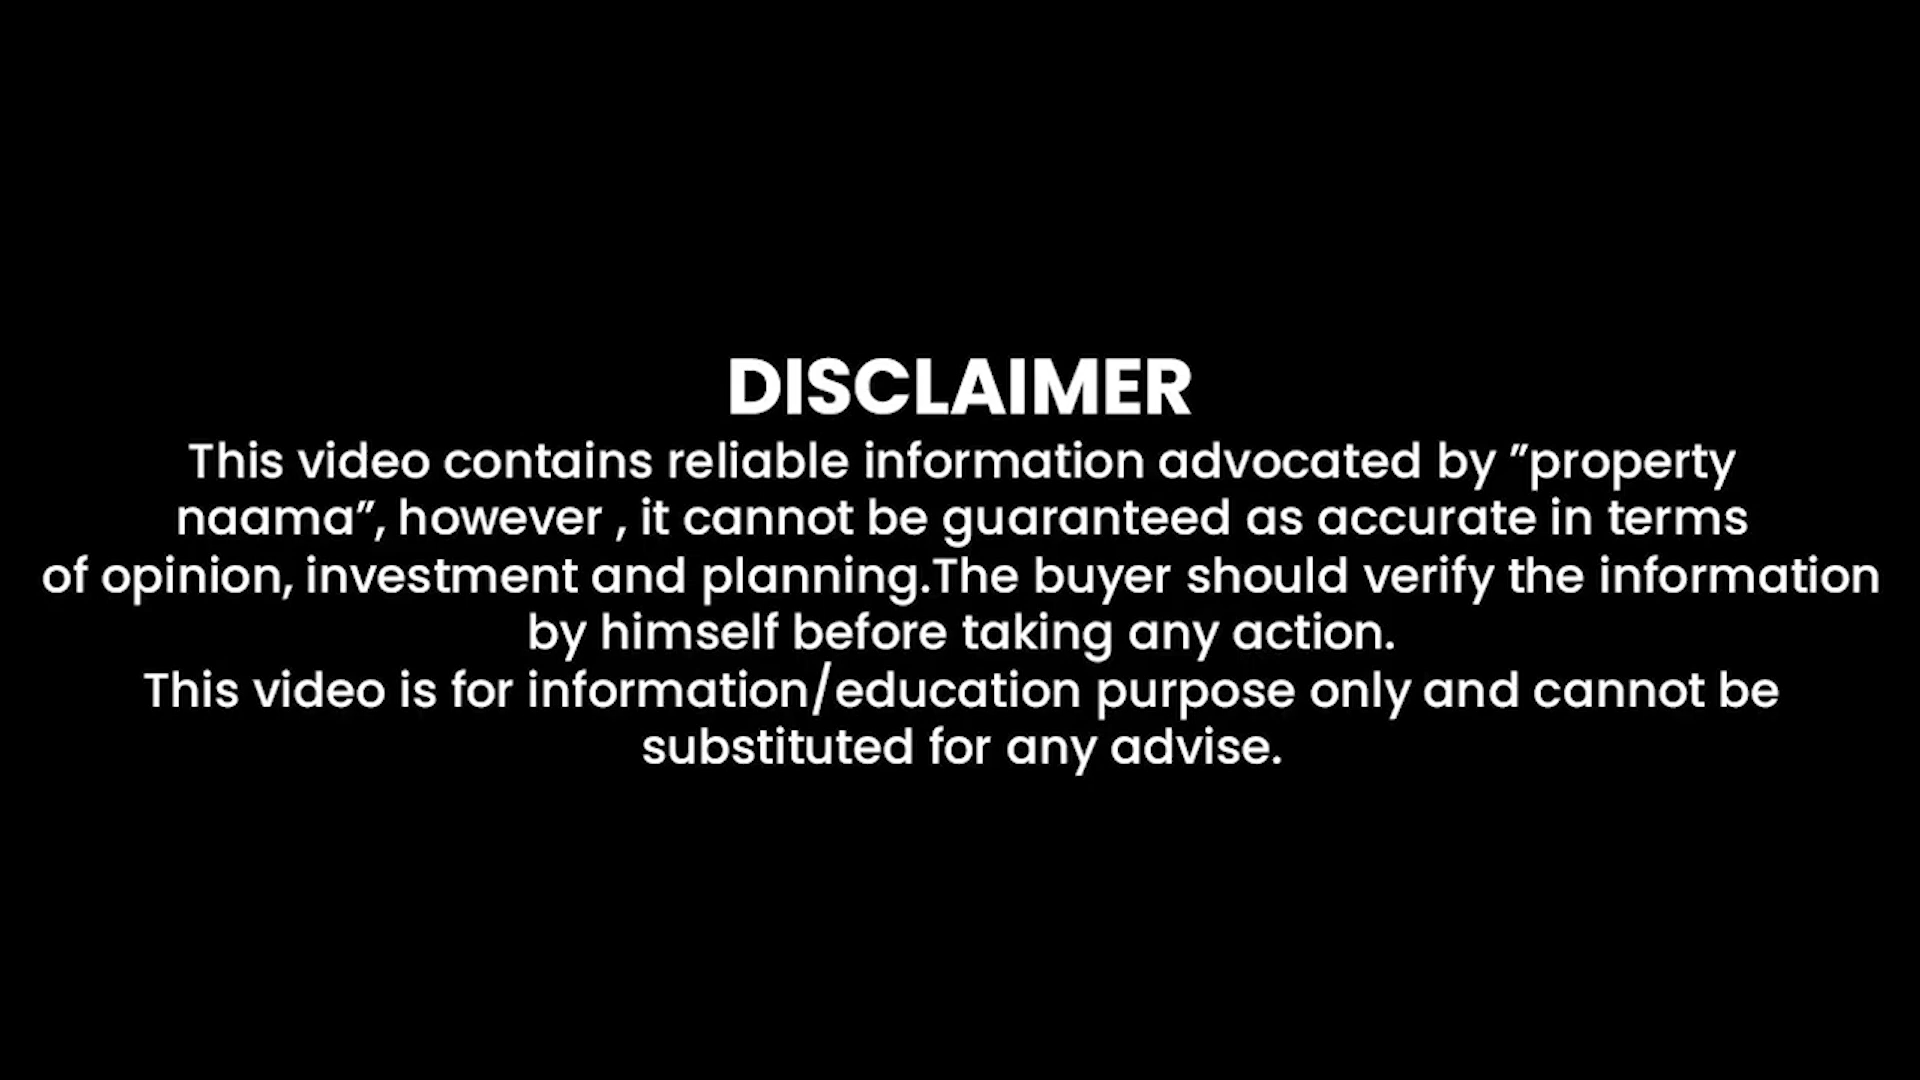 DISCLAIMER
This video contains reliable information advocated by ”property
naama”, however , it cannot be guaranteed as accurate in terms
of opinion, investment and planning.The buyer should verify the information
by himself before taking any action.
This video is for information/education purpose only and cannot be
substituted for any advise.